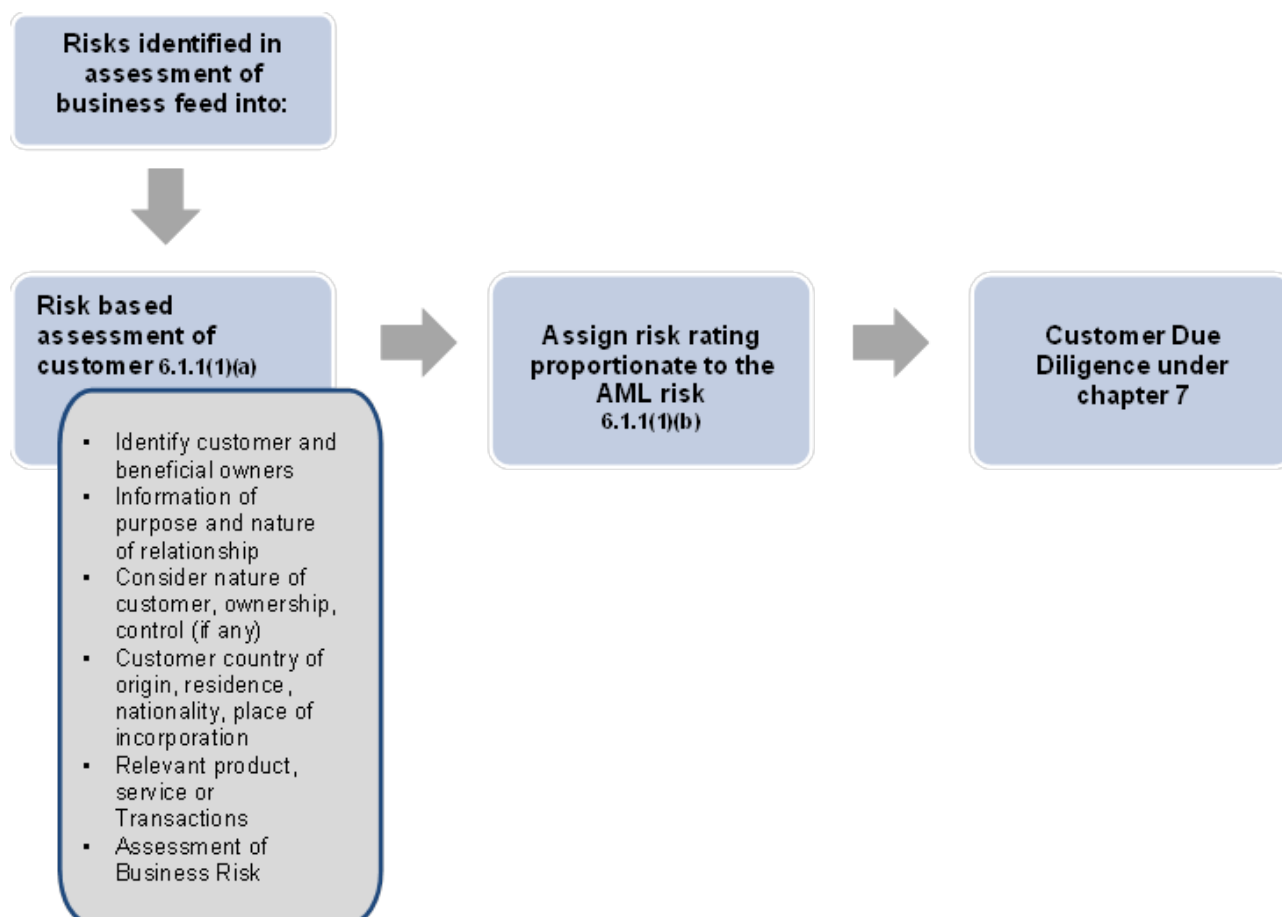 Risks identified in
assessment of
business feed into:
Risk based
assessment of
customer 6.1.1(1)(a)
▪ Identify customer and
beneficial owners
▪ Information of
purpose and nature
of relationship
▪ Consider nature of
customer, ownership,
control (if any)
▪ Customer country of
origin, residence,
nationality, place of
incorporation
▪ Relevant product,
service or
Transactions
▪ Assessment of
Business Risk
Assign risk rating
proportionate to the
AML risk
6.1.1(1)(b)
Customer Due
Diligence under
chapter 7